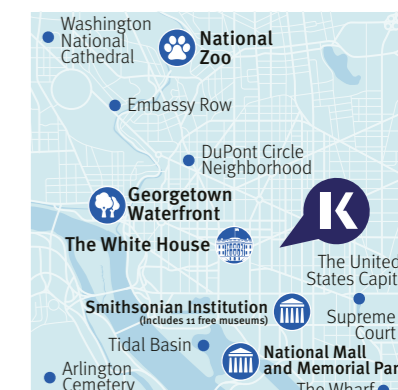 Washington
National
Cathedral
National
Zoo
Embassy Row
DuPont Circle
Neighborhood
Georgetown
Waterfront
K
The White House
The United
States Capit
Smithsonian Institution
(Includes 11 free museums)
Supreme
Court
Tidal Basin
National Mall
and Memorial Par
Arlington
Cemetery
The Wharf